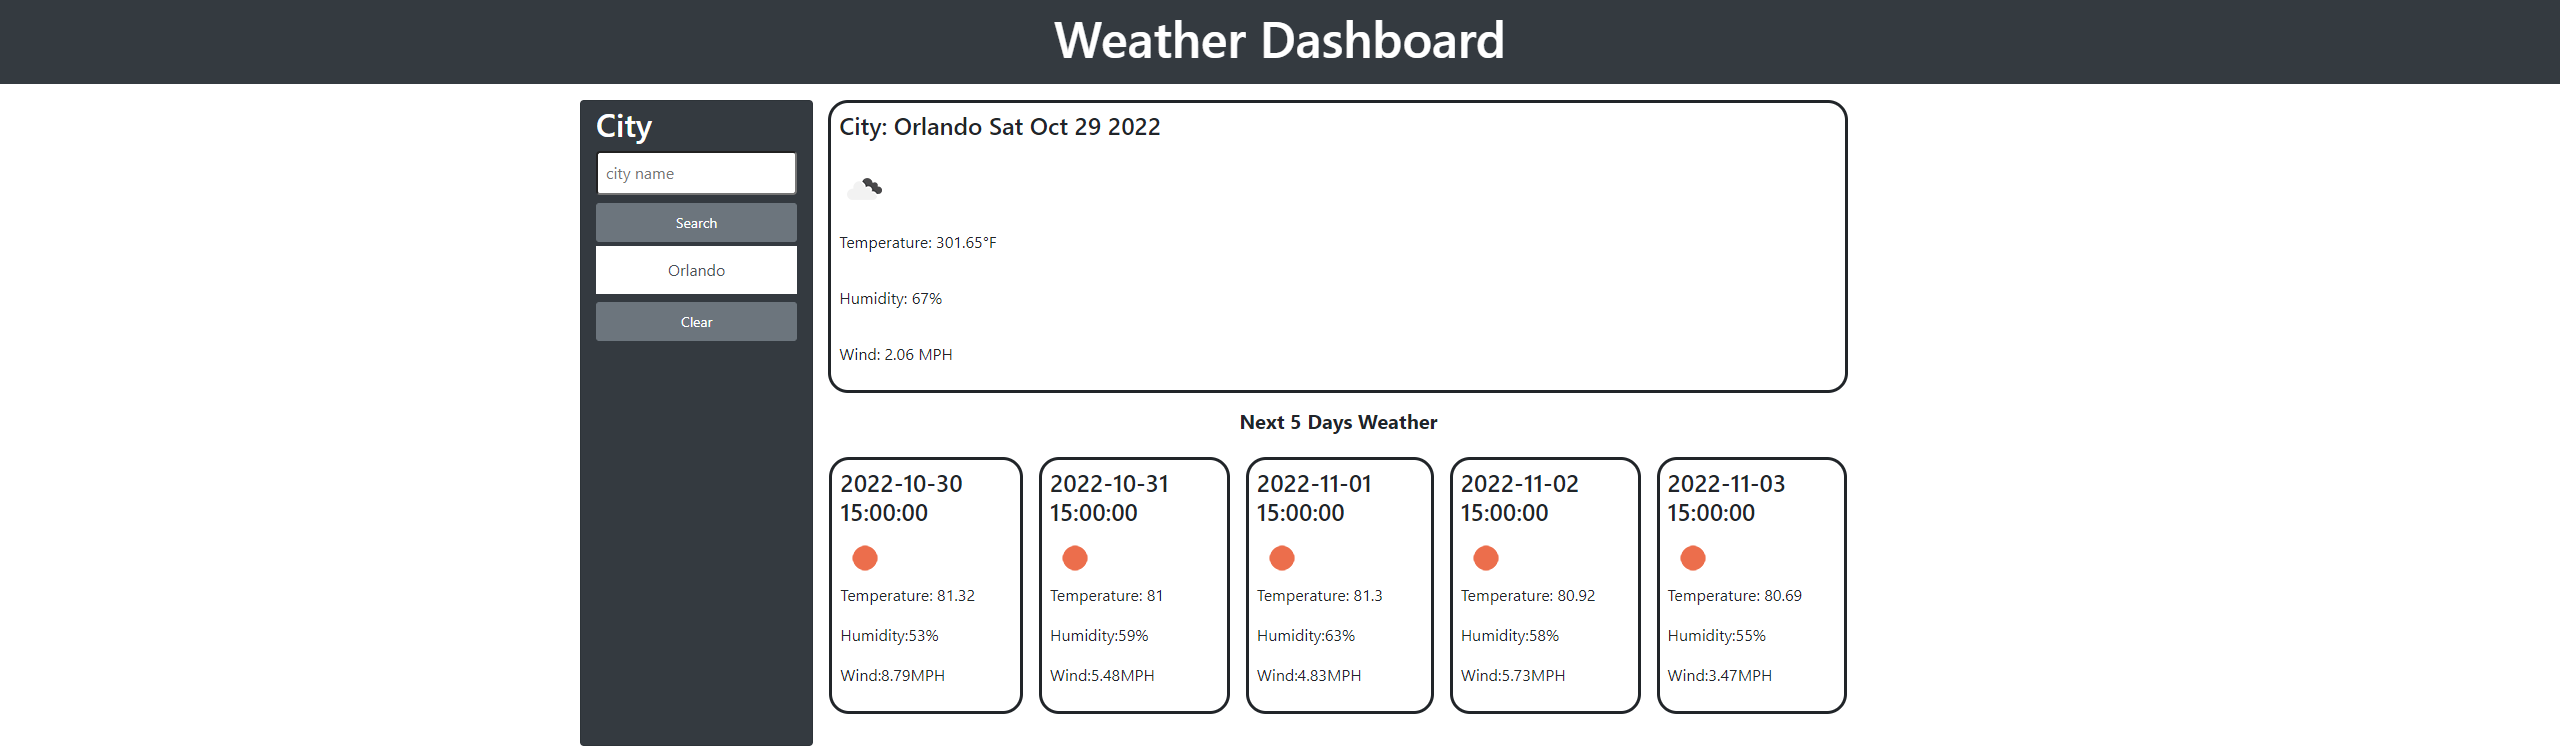 Weather Dashboard
City
city name
Search
Orlando
Clear
City: Orlando Sat Oct 29 2022
Temperature: 301.65°F
Humidity: 67%
Wind: 2.06 MPH
Next 5 Days Weather
2022-10-30
15:00:00
Temperature: 81.32
Humidity:53%
Wind:8.79MPH
2022-10-31
15:00:00
Temperature: 81
Humidity:59%
Wind:5.48MPH
2022-11-01
15:00:00
Temperature: 81.3
Humidity:63%
Wind:4.83MPH
2022-11-02
15:00:00
Temperature: 80.92
Humidity:58%
Wind:5.73MPH
2022-11-03
15:00:00
Temperature: 80.69
Humidity:55%
Wind:3.47MPH